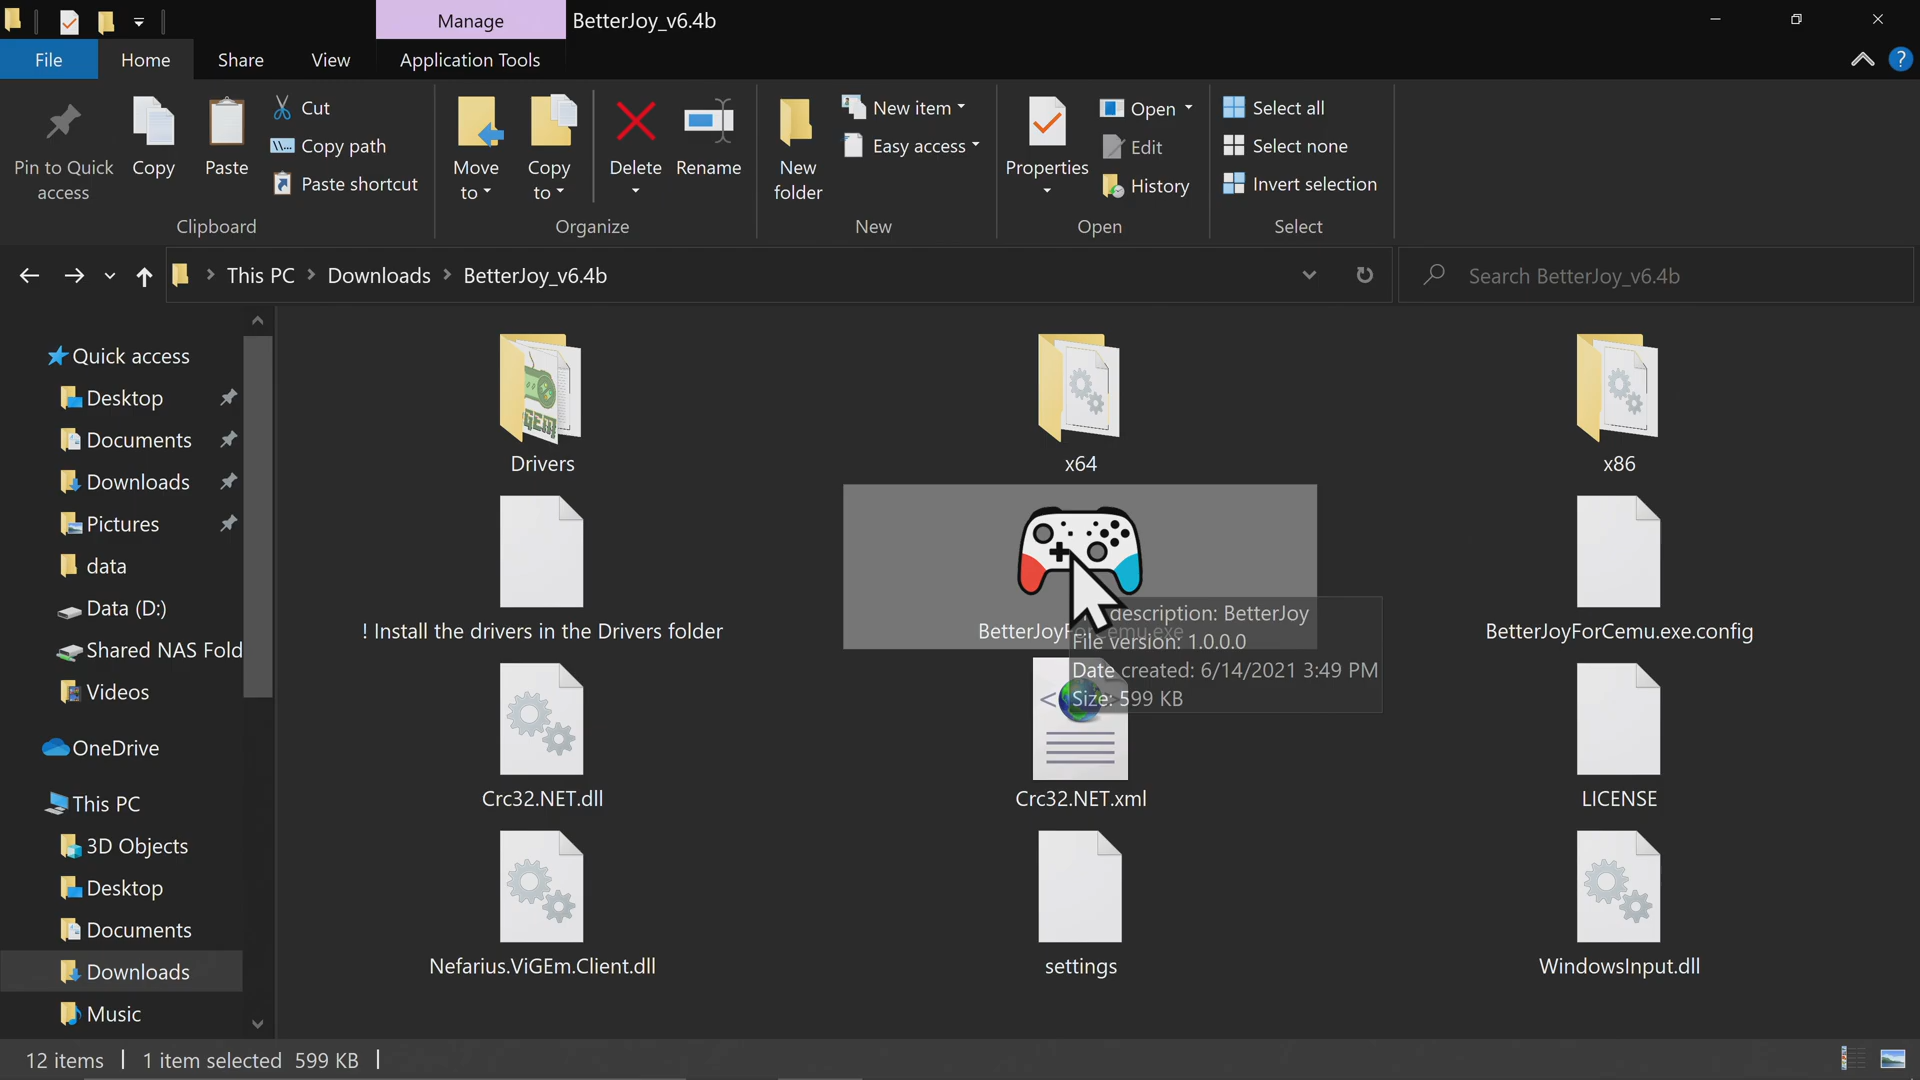 Manage
BetterJoy_v6.4b
File
Home
Share
View
Application Tools
Pin to Quick
access
Copy
Paste
Cut
Copy path
Paste shortcut
Clipboard
Move
to
Copy
to
Delete
Rename
Organize
New
folder
New item
Easy access
New
Properties
Open
Edit
History
Open
Select all
Select none
Invert selection
Select
This PC
Downloads
BetterJoy_v6.4b
Search BetterJoy_v6.4b
Quick access
Desktop
Documents
Downloads
Pictures
data
Data (D:)
Shared NAS Fold
Videos
OneDrive
This PC
3D Objects
Desktop
Documents
Downloads
Music
Drivers
x64
x86
! Install the drivers in the Drivers folder
BetterJoyForCemu.exe
BetterJoyForCemu.exe.config
description: BetterJoy
File version: 1.0.0.0
Date created: 6/14/2021 3:49 PM
Size: 599 KB
Crc32.NET.dll
Crc32.NET.xml
LICENSE
Nefarius.ViGEm.Client.dll
settings
WindowsInput.dll
12 items
1 item selected 599 KB